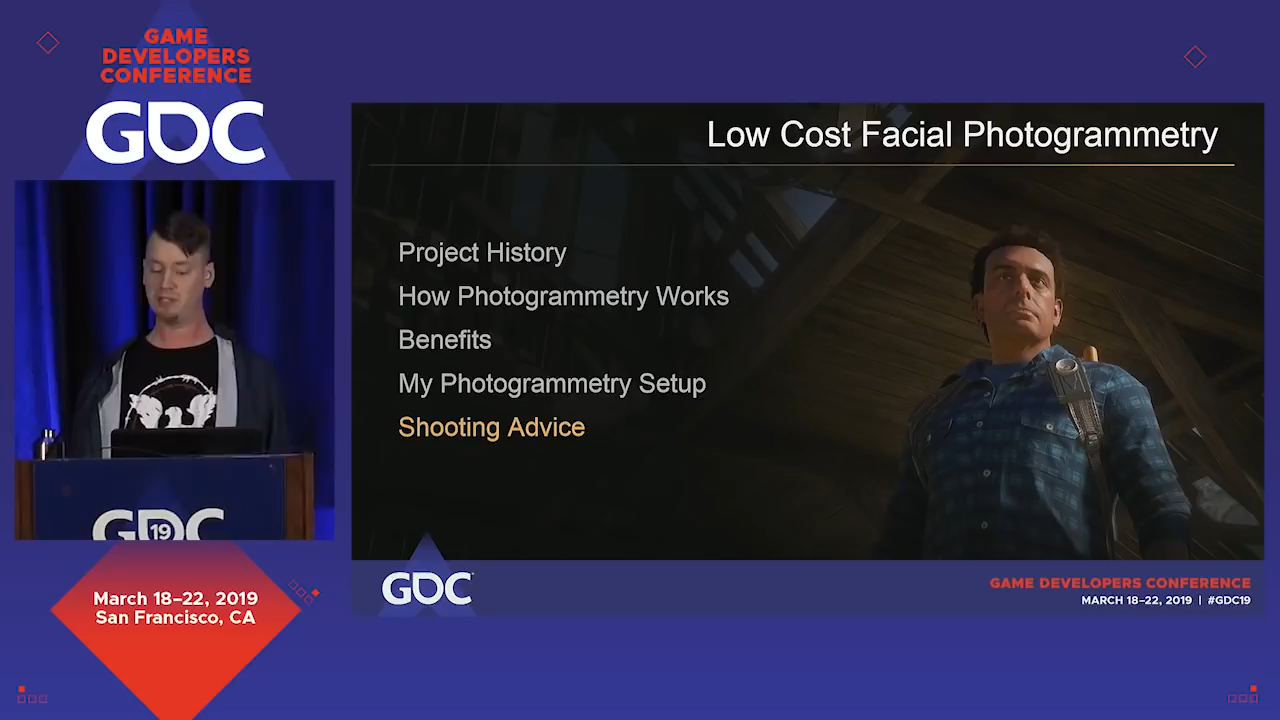 GAME
DEVELOPERS
CONFERENCE
GDC
Low Cost Facial Photogrammetry
Project History
How Photogrammetry Works
Benefits
My Photogrammetry Setup
Shooting Advice
GDC
19
March 18–22, 2019
San Francisco, CA
GDC
GAME DEVELOPERS CONFERENCE
MARCH 18–22, 2019 | #GDC19